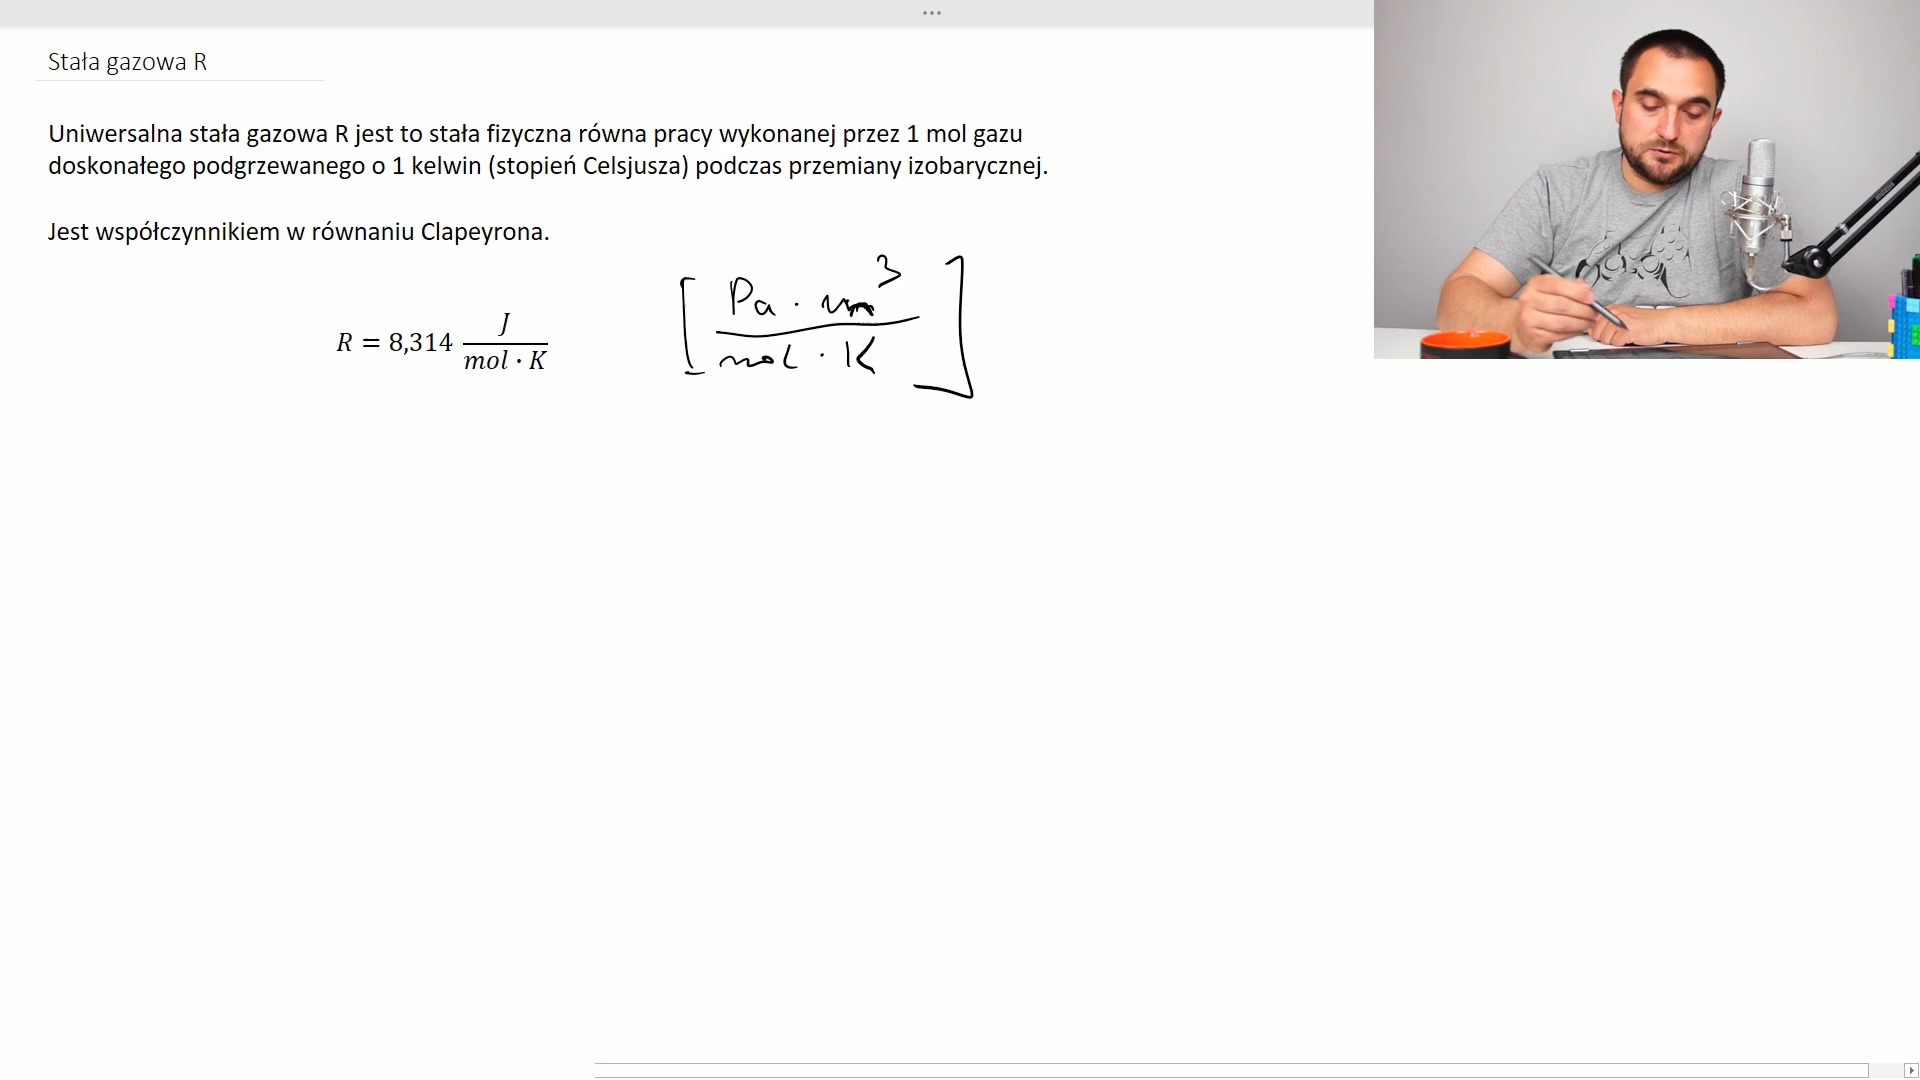 Stała gazowa R
Uniwersalna stała gazowa R jest to stała fizyczna równa pracy wykonanej przez 1 mol gazu
doskonałego podgrzewanego o 1 kelwin (stopień Celsjusza) podczas przemiany izobarycznej.
Jest współczynnikiem w równaniu Clapeyrona.
R = 8,314 J / mol · K
[ Pa · m³ / mol · K ]